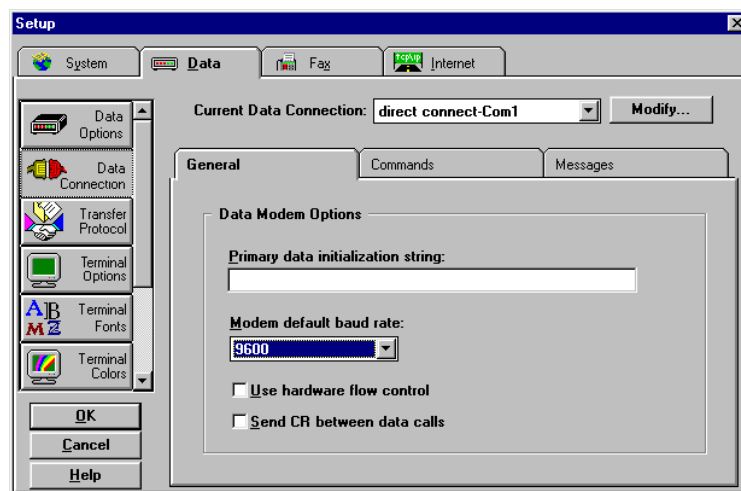 Setup
System
Data
Fax
Tcp\ip
Internet
Data
Options
Data
Connection
Transfer
Protocol
Terminal
Options
Terminal
Fonts
Terminal
Colors
OK
Cancel
Help
Current Data Connection: direct connect-Com1
Modify...
General
Commands
Messages
Data Modem Options
Primary data initialization string:
Modem default baud rate:
9600
Use hardware flow control
Send CR between data calls